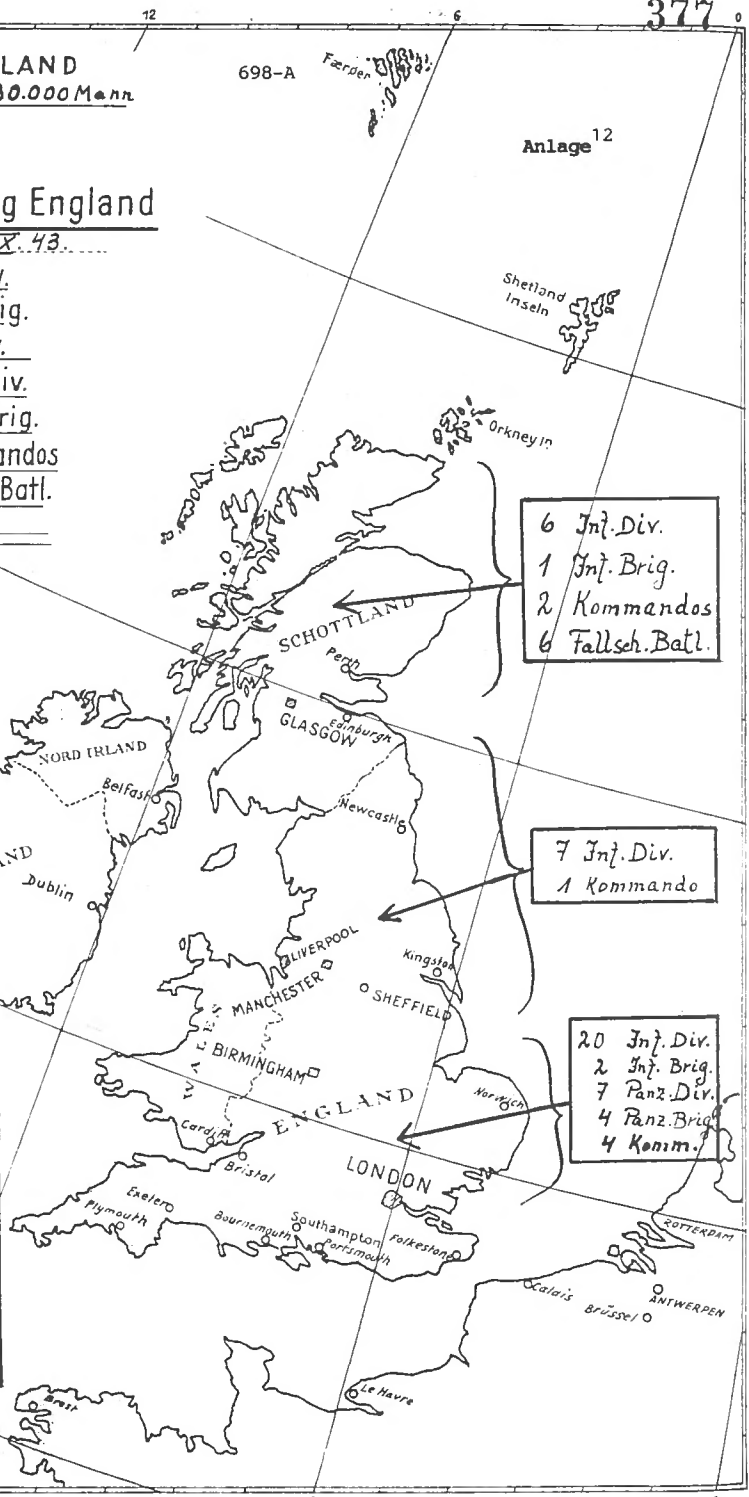 12
6
377
0
LAND
30.000 Mann
698-A
Færøer
Anlage 12
g England
X. 43.
ig.
iv.
rig.
andos
Batl.
Shetland
Inseln
Orkney In
6 Inf. Div.
1 Inf. Brig.
2 Kommandos
6 Fallsch. Batl.
SCHOTTLAND
Perth
Edinburgh
GLASGOW
NORD IRLAND
Belfast
Newcastle
AND
Dublin
7 Inf. Div.
1 Kommando
LIVERPOOL
MANCHESTER
Kingston
SHEFFIELD
WALES
BIRMINGHAM
20 Inf. Div.
2 Inf. Brig.
7 Panz. Div.
4 Panz. Brig.
4 Komm.
Norwich
ENGLAND
Cardiff
Bristol
LONDON
Exeter
Plymouth
Bournemouth
Southampton
Portsmouth
Folkestone
ROTTERDAM
Calais
Brüssel
ANTWERPEN
Le Havre
Brest